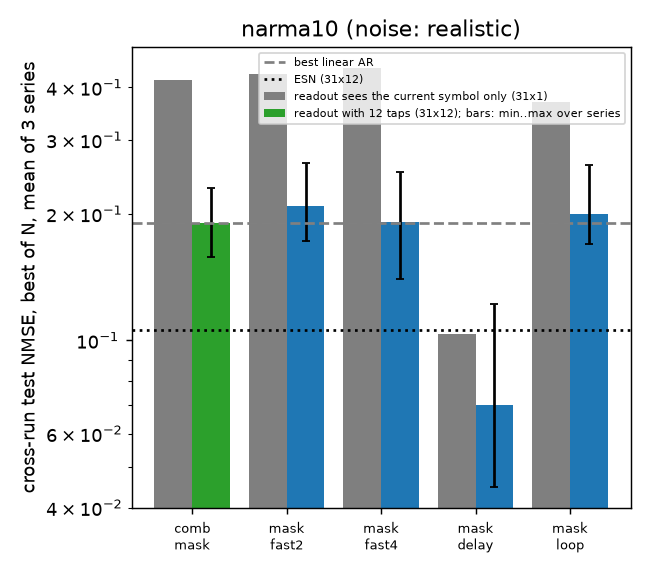 narma10 (noise: realistic)
cross-run test NMSE, best of N, mean of 3 series
4 × 10⁻¹
3 × 10⁻¹
2 × 10⁻¹
10⁻¹
6 × 10⁻²
4 × 10⁻²
best linear AR
ESN (31x12)
readout sees the current symbol only (31x1)
readout with 12 taps (31x12); bars: min..max over series
comb
mask
mask
fast2
mask
fast4
mask
delay
mask
loop